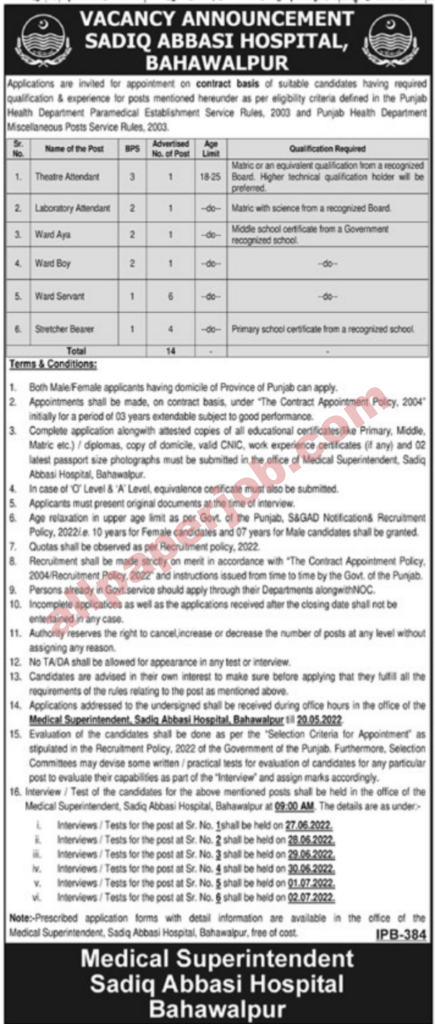 VACANCY ANNOUNCEMENT
SADIQ ABBASI HOSPITAL,
BAHAWALPUR
Applications are invited for appointment on contract basis of suitable candidates having required
qualification & experience for posts mentioned hereunder as per eligibility criteria defined in the Punjab
Health Department Paramedical Establishment Service Rules, 2003 and Punjab Health Department
Miscellaneous Posts Service Rules, 2003.
Sr. No. Name of the Post BPS Advertised No. of Post Age Limit Qualification Required
1. Theatre Attendant 3 1 18-25 Matric or an equivalent qualification from a recognized
Board. Higher technical qualification holder will be
preferred.
2. Laboratory Attendant 2 1 --do-- Matric with science from a recognized Board.
3. Ward Aya 2 1 --do-- Middle school certificate from a Government
recognized school.
4. Ward Boy 2 1 --do-- --do--
5. Ward Servant 1 6 --do-- --do--
6. Stretcher Bearer 1 4 --do-- Primary school certificate from a recognized school.
Total 14 - -
Terms & Conditions:
1. Both Male/Female applicants having domicile of Province of Punjab can apply.
2. Appointments shall be made, on contract basis, under "The Contract Appointment Policy, 2004"
initially for a period of 03 years extendable subject to good performance.
3. Complete application alongwith attested copies of all educational certificates(like Primary, Middle,
Matric etc.) / diplomas, copy of domicile, valid CNIC, work experience certificates (if any) and 02
latest passport size photographs must be submitted in the office of Medical Superintendent, Sadiq
Abbasi Hospital, Bahawalpur.
4. In case of 'O' Level & 'A' Level, equivalence certificate must also be submitted.
5. Applicants must present original documents at the time of interview.
6. Age relaxation in upper age limit as per Govt. of the Punjab, S&GAD Notification& Recruitment
Policy, 2022i.e. 10 years for Female candidates and 07 years for Male candidates shall be granted.
7. Quotas shall be observed as per Recruitment policy, 2022.
8. Recruitment shall be made strictly on merit in accordance with "The Contract Appointment Policy,
2004/Recruitment Policy, 2022" and instructions issued from time to time by the Govt. of the Punjab.
9. Persons already in Govt.service should apply through their Departments alongwithNOC.
10. Incomplete applications as well as the applications received after the closing date shall not be
entertained in any case.
11. Authority reserves the right to cancel,increase or decrease the number of posts at any level without
assigning any reason.
12. No TA/DA shall be allowed for appearance in any test or interview.
13. Candidates are advised in their own interest to make sure before applying that they fulfill all the
requirements of the rules relating to the post as mentioned above.
14. Applications addressed to the undersigned shall be received during office hours in the office of the
Medical Superintendent, Sadiq Abbasi Hospital, Bahawalpur till 20.05.2022.
15. Evaluation of the candidates shall be done as per the "Selection Criteria for Appointment" as
stipulated in the Recruitment Policy, 2022 of the Government of the Punjab. Furthermore, Selection
Committees may devise some written / practical tests for evaluation of candidates for any particular
post to evaluate their capabilities as part of the "Interview" and assign marks accordingly.
16. Interview / Test of the candidates for the above mentioned posts shall be held in the office of the
Medical Superintendent, Sadiq Abbasi Hospital, Bahawalpur at 09:00 AM. The details are as under:-
i. Interviews / Tests for the post at Sr. No. 1shall be held on 27.06.2022.
ii. Interviews / Tests for the post at Sr. No. 2 shall be held on 28.06.2022.
iii. Interviews / Tests for the post at Sr. No. 3 shall be held on 29.06.2022.
iv. Interviews / Tests for the post at Sr. No. 4 shall be held on 30.06.2022.
v. Interviews / Tests for the post at Sr. No. 5 shall be held on 01.07.2022.
vi. Interviews / Tests for the post at Sr. No. 6 shall be held on 02.07.2022.
Note:-Prescribed application forms with detail information are available in the office of the
Medical Superintendent, Sadiq Abbasi Hospital, Bahawalpur, free of cost.
IPB-384
Medical Superintendent
Sadiq Abbasi Hospital
Bahawalpur
allpaperjob.com